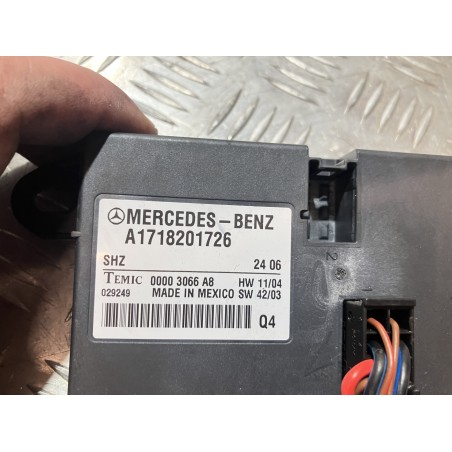 MERCEDES-BENZ
A1718201726
SHZ 24 06
TEMIC 0000 3066 A8 HW 11/04
029249 MADE IN MEXICO SW 42/03
Q4
2